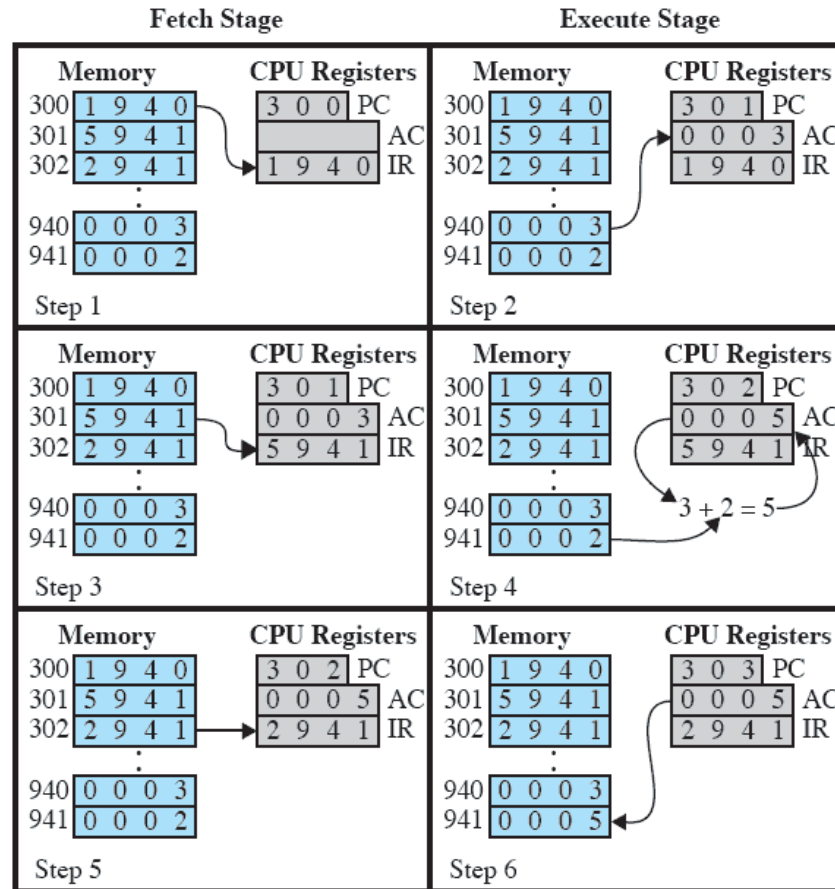 Fetch Stage Execute Stage
Memory CPU Registers Memory CPU Registers
300 1 9 4 0 3 0 0 PC 300 1 9 4 0 3 0 1 PC
301 5 9 4 1 AC 301 5 9 4 1 0 0 0 3 AC
302 2 9 4 1 1 9 4 0 IR 302 2 9 4 1 1 9 4 0 IR
940 0 0 0 3 940 0 0 0 3
941 0 0 0 2 941 0 0 0 2
Step 1 Step 2
Memory CPU Registers Memory CPU Registers
300 1 9 4 0 3 0 1 PC 300 1 9 4 0 3 0 2 PC
301 5 9 4 1 0 0 0 3 AC 301 5 9 4 1 0 0 0 5 AC
302 2 9 4 1 5 9 4 1 IR 302 2 9 4 1 5 9 4 1 IR
940 0 0 0 3 940 0 0 0 3 3 + 2 = 5
941 0 0 0 2 941 0 0 0 2
Step 3 Step 4
Memory CPU Registers Memory CPU Registers
300 1 9 4 0 3 0 2 PC 300 1 9 4 0 3 0 3 PC
301 5 9 4 1 0 0 0 5 AC 301 5 9 4 1 0 0 0 5 AC
302 2 9 4 1 2 9 4 1 IR 302 2 9 4 1 2 9 4 1 IR
940 0 0 0 3 940 0 0 0 3
941 0 0 0 2 941 0 0 0 5
Step 5 Step 6